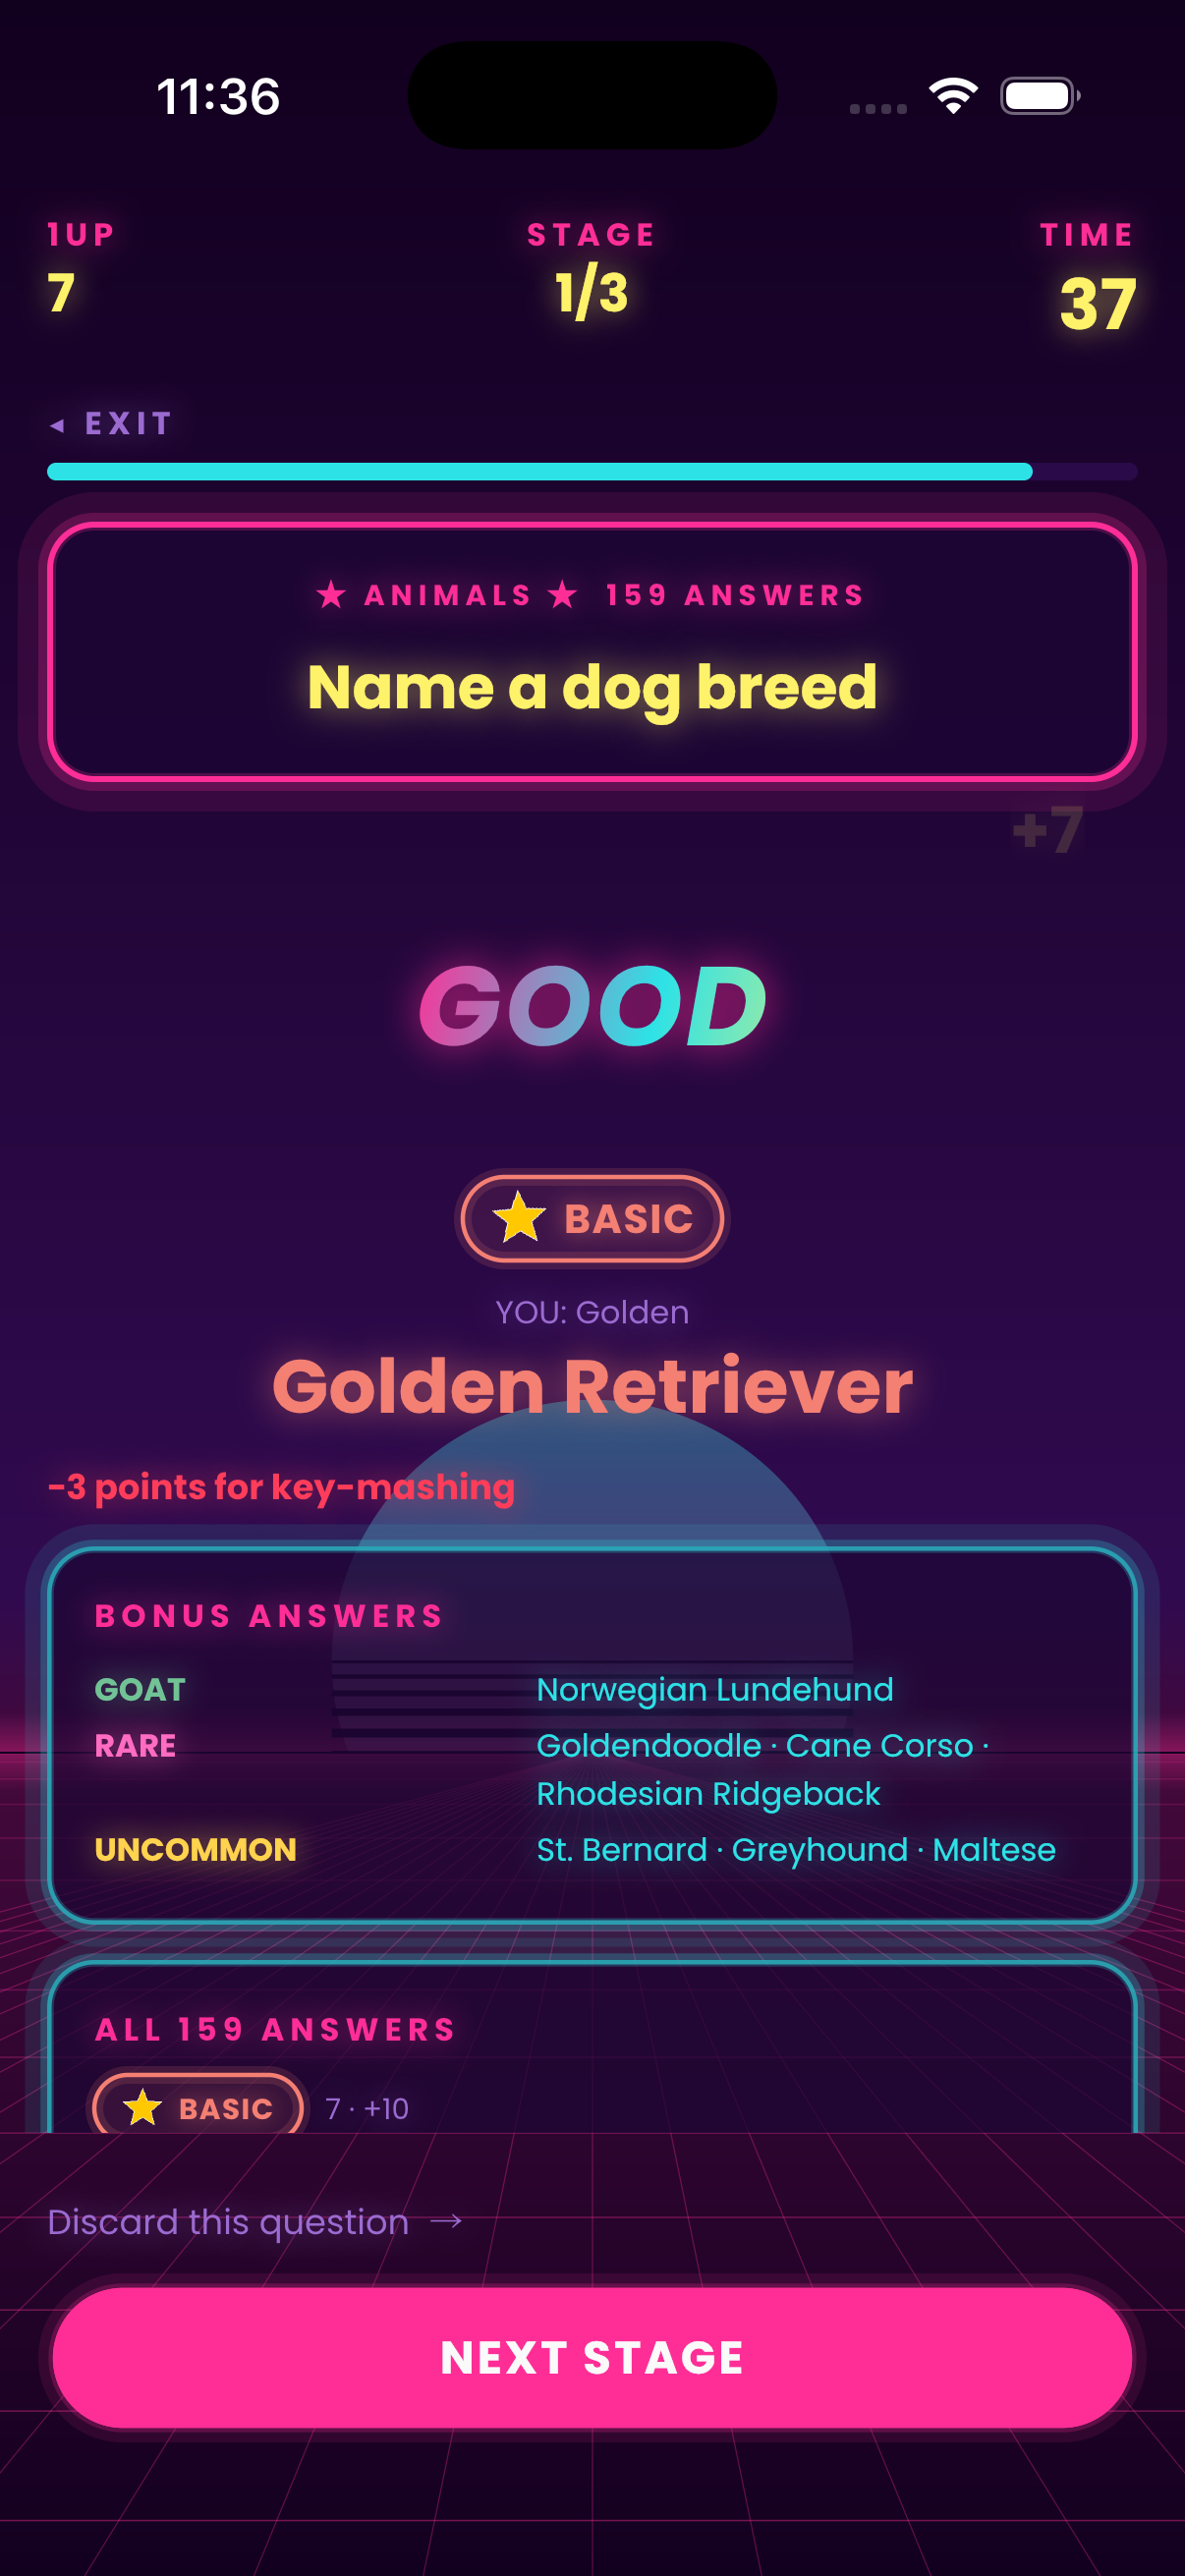 11:36
1UP
STAGE
TIME
7
1/3
37
◂ EXIT
★ ANIMALS ★ 159 ANSWERS
Name a dog breed
+7
GOOD
⭐ BASIC
YOU: Golden
Golden Retriever
-3 points for key-mashing
BONUS ANSWERS
GOAT
Norwegian Lundehund
RARE
Goldendoodle · Cane Corso ·
Rhodesian Ridgeback
UNCOMMON
St. Bernard · Greyhound · Maltese
ALL 159 ANSWERS
⭐ BASIC 7 · +10
Discard this question →
NEXT STAGE